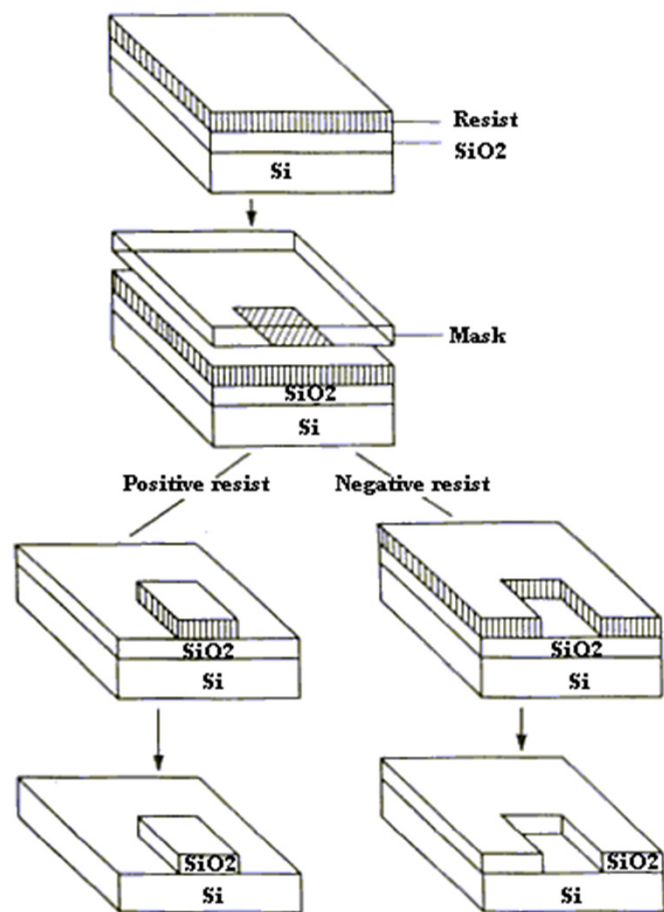 Resist
SiO2
Si
Mask
SiO2
Si
Positive resist
Negative resist
SiO2
SiO2
Si
Si
SiO2
SiO2
Si
Si